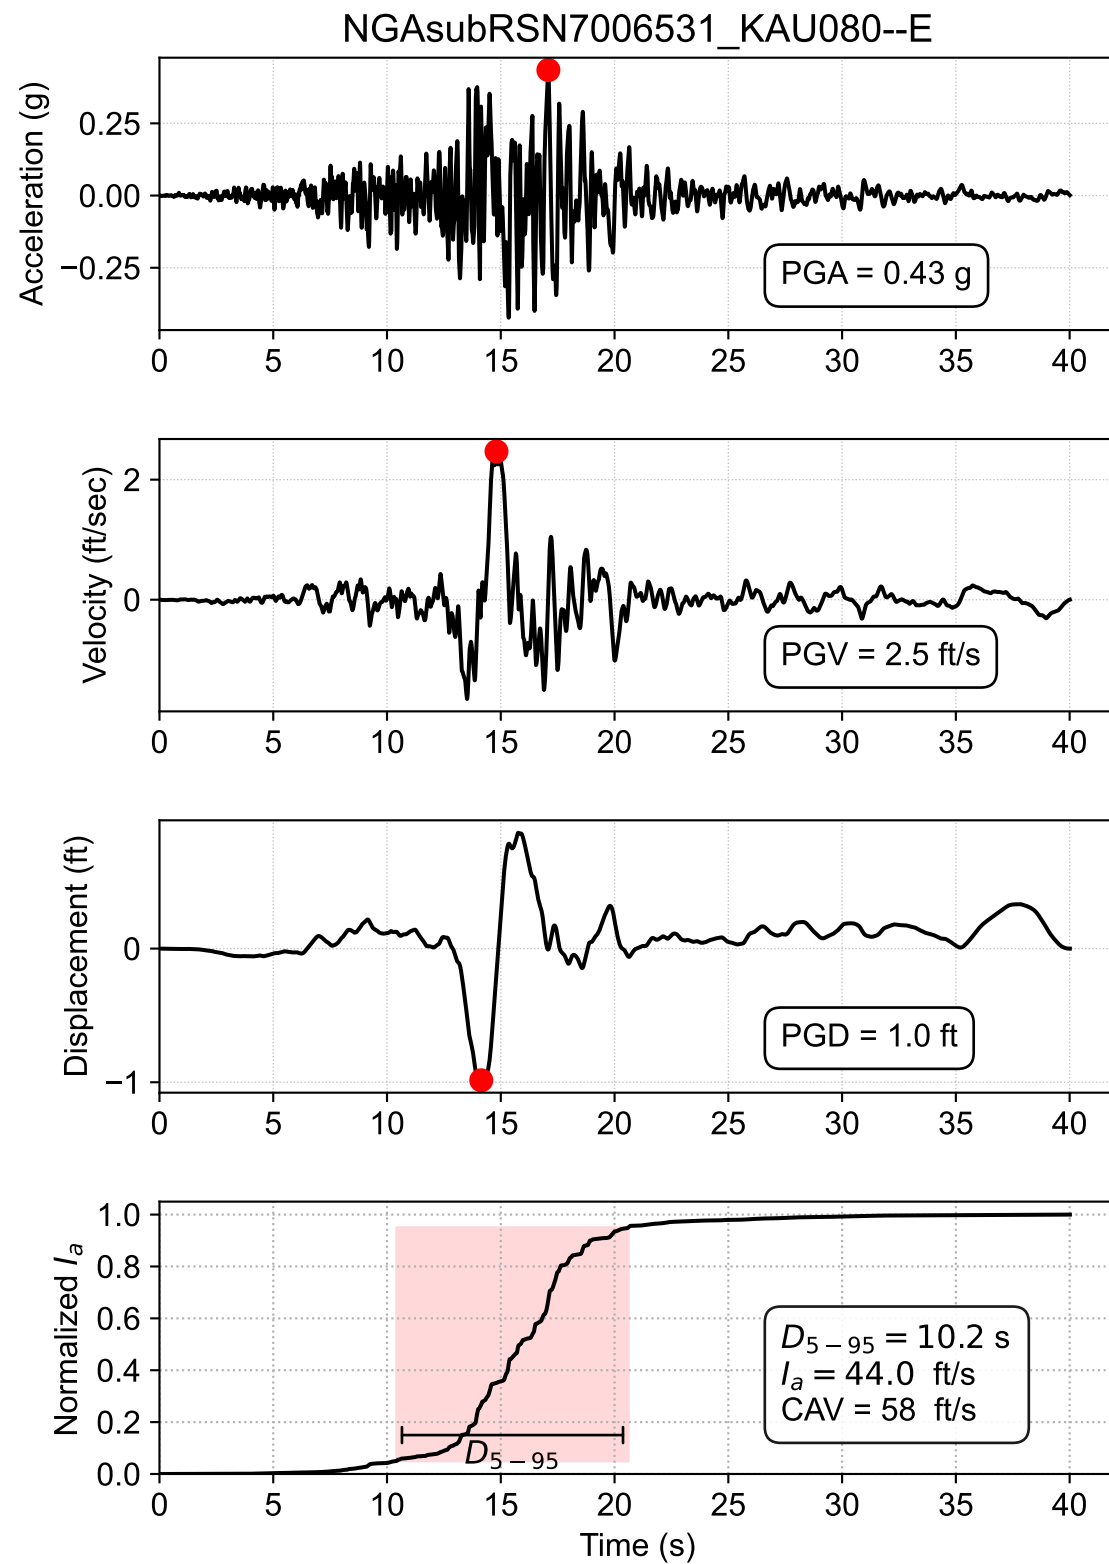 NGAsubRSN7006531_KAU080--E
Acceleration (g)
0.25
0.00
−0.25
PGA = 0.43 g
0 5 10 15 20 25 30 35 40
Velocity (ft/sec)
2
0
PGV = 2.5 ft/s
0 5 10 15 20 25 30 35 40
Displacement (ft)
0
−1
PGD = 1.0 ft
0 5 10 15 20 25 30 35 40
Normalized Ia
1.0
0.8
0.6
0.4
0.2
0.0
D5−95 = 10.2 s
Ia = 44.0 ft/s
CAV = 58 ft/s
D5−95
0 5 10 15 20 25 30 35 40
Time (s)